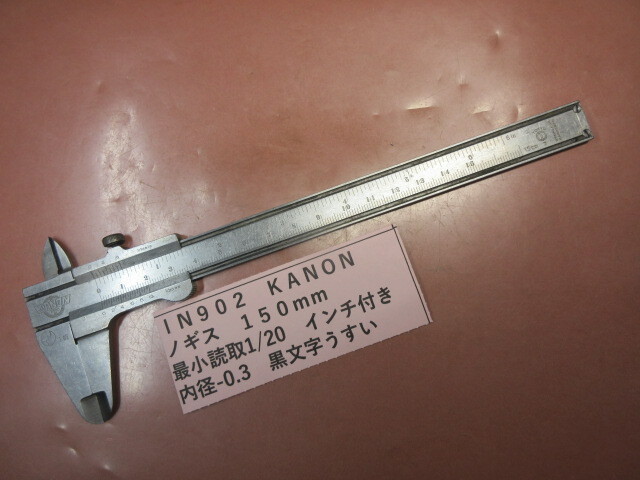 IN902 KANON
ノギス 150mm
最小読取1/20 インチ付き
内径-0.3 黒文字うすい